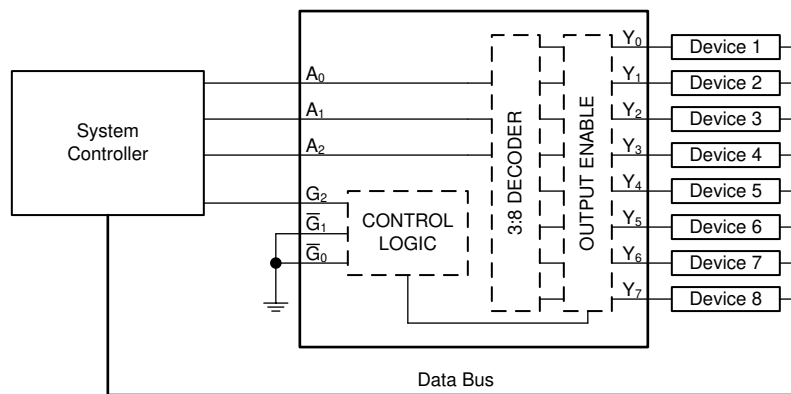 System
Controller
A0
A1
A2
G2
G̅1
G̅0
CONTROL
LOGIC
3:8 DECODER
OUTPUT ENABLE
Y0
Y1
Y2
Y3
Y4
Y5
Y6
Y7
Device 1
Device 2
Device 3
Device 4
Device 5
Device 6
Device 7
Device 8
Data Bus